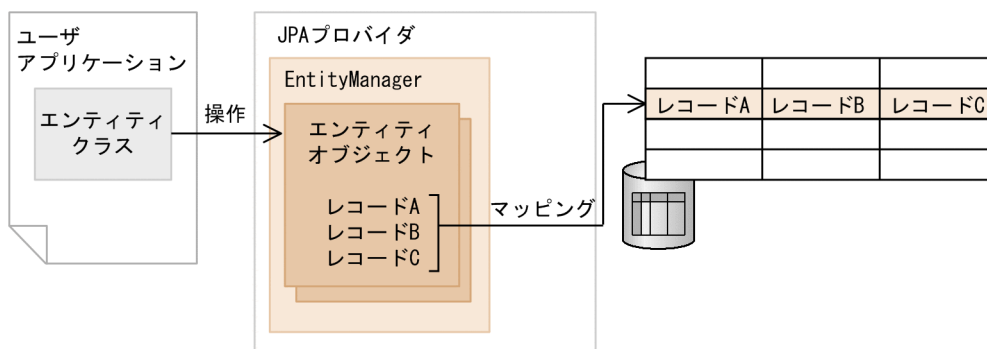 ユーザ
アプリケーション
エンティティ
クラス
操作
JPAプロバイダ
EntityManager
エンティティ
オブジェクト
レコードA
レコードB
レコードC
マッピング
レコードA レコードB レコードC